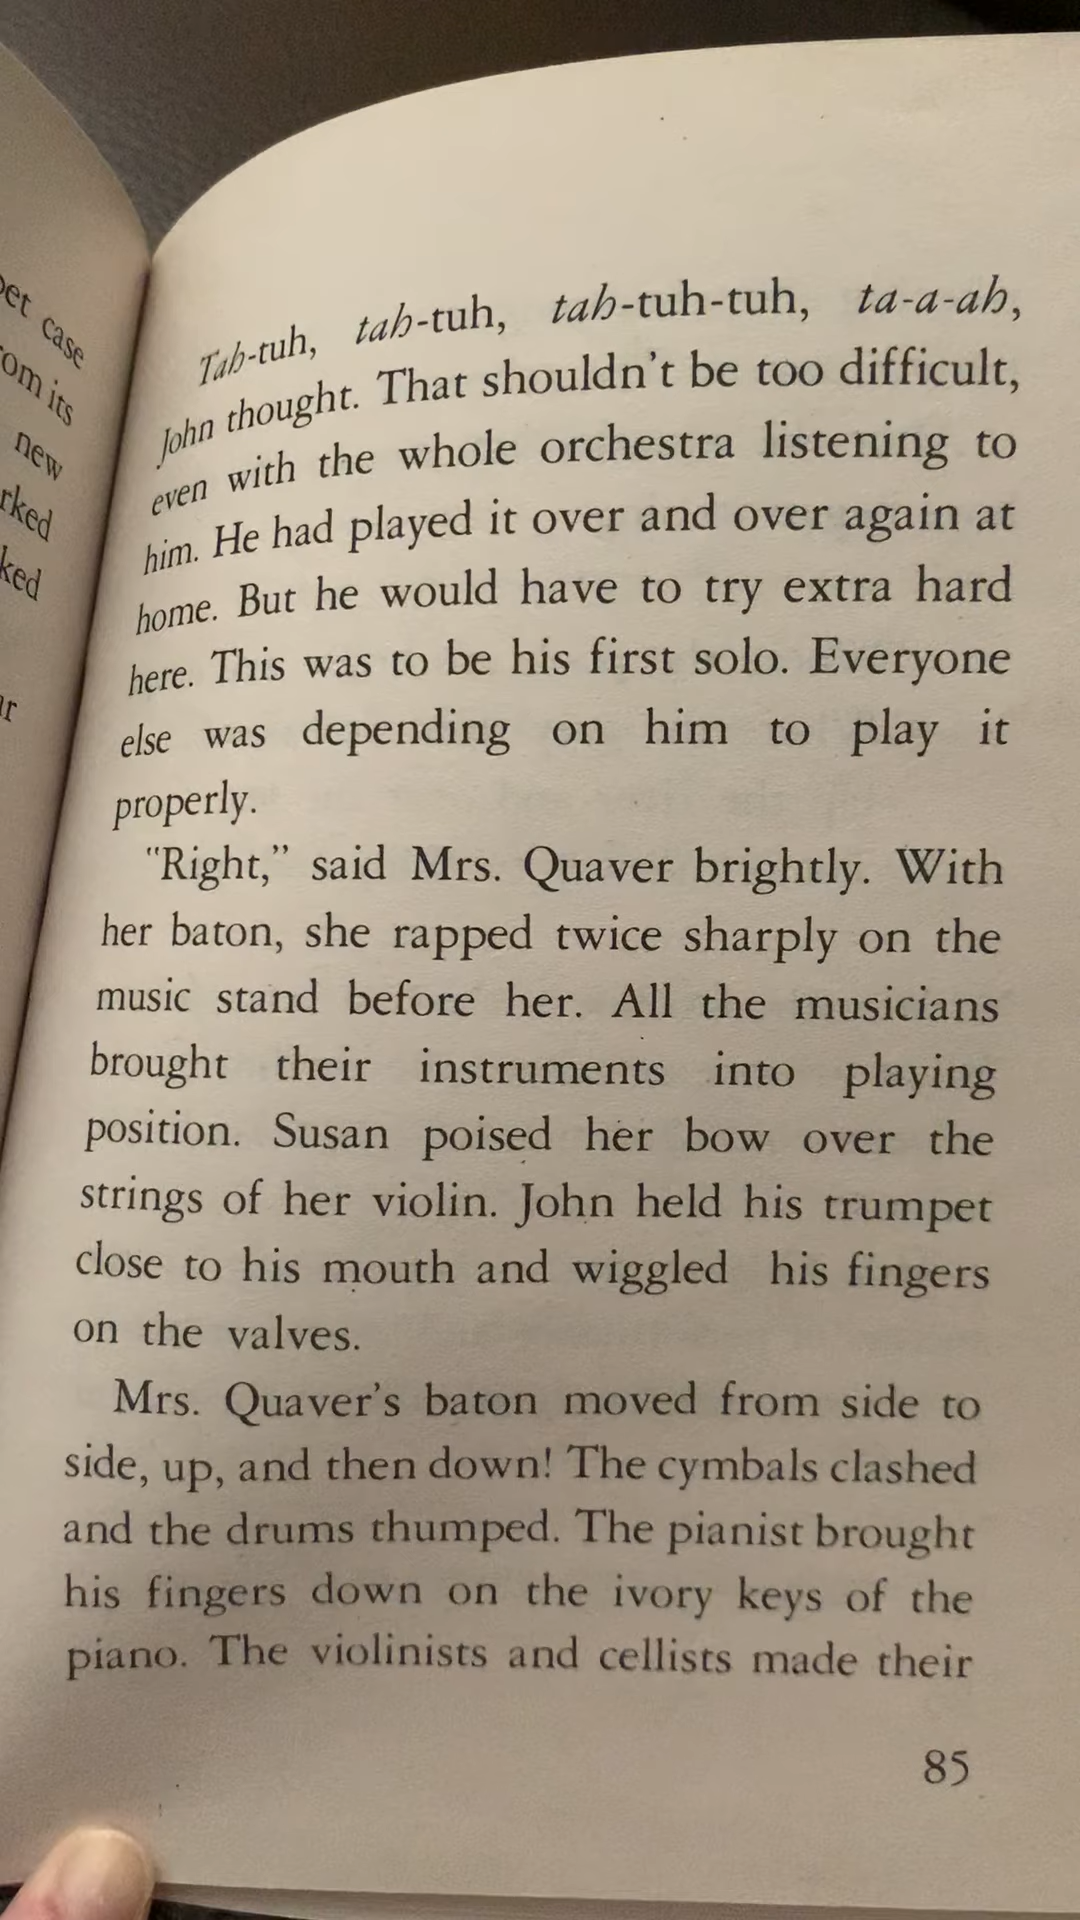 pet case
rom its
new
rked
ked
Tah-tuh, tah-tuh, tah-tuh-tuh, ta-a-ah,
John thought. That shouldn't be too difficult,
even with the whole orchestra listening to
him. He had played it over and over again at
home. But he would have to try extra hard
here. This was to be his first solo. Everyone
else was depending on him to play it
properly.
"Right," said Mrs. Quaver brightly. With
her baton, she rapped twice sharply on the
music stand before her. All the musicians
brought their instruments into playing
position. Susan poised her bow over the
strings of her violin. John held his trumpet
close to his mouth and wiggled his fingers
on the valves.
Mrs. Quaver's baton moved from side to
side, up, and then down! The cymbals clashed
and the drums thumped. The pianist brought
his fingers down on the ivory keys of the
piano. The violinists and cellists made their
85